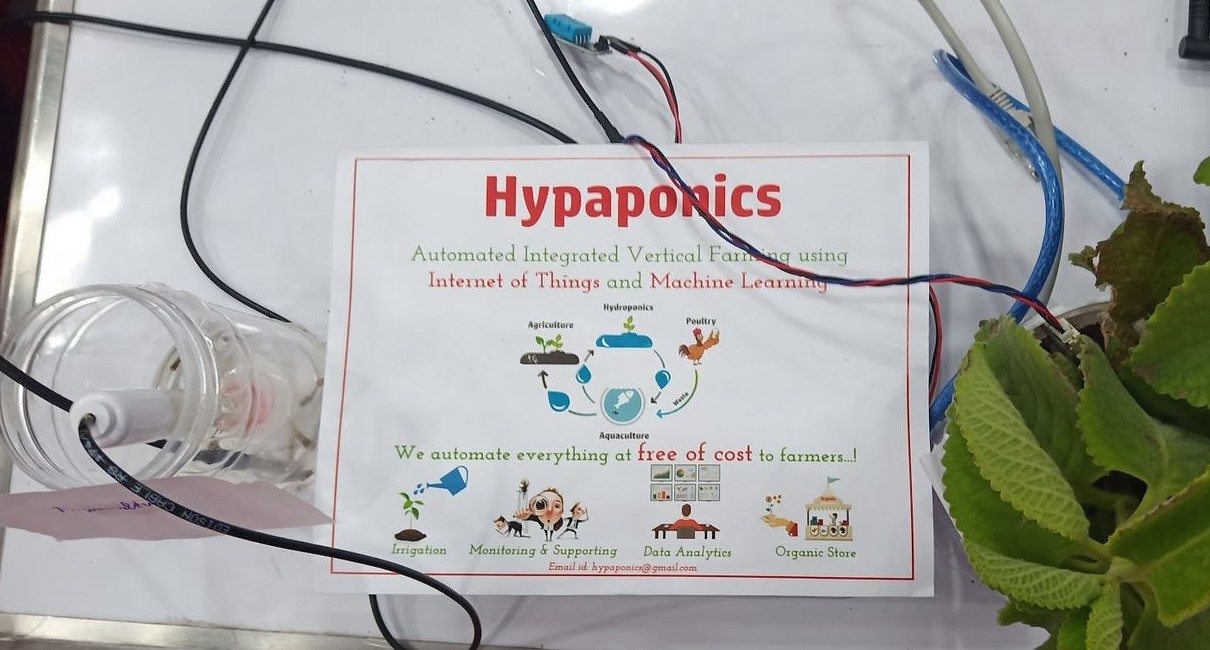 Hypaponics
Automated Integrated Vertical Farming using
Internet of Things and Machine Learning
Hydroponics
Agriculture
Poultry
Waste
Aquaculture
We automate everything at free of cost to farmers...!
Irrigation
Monitoring & Supporting
Data Analytics
Organic Store
Email id: hypaponics@gmail.com
EDISON CABLE